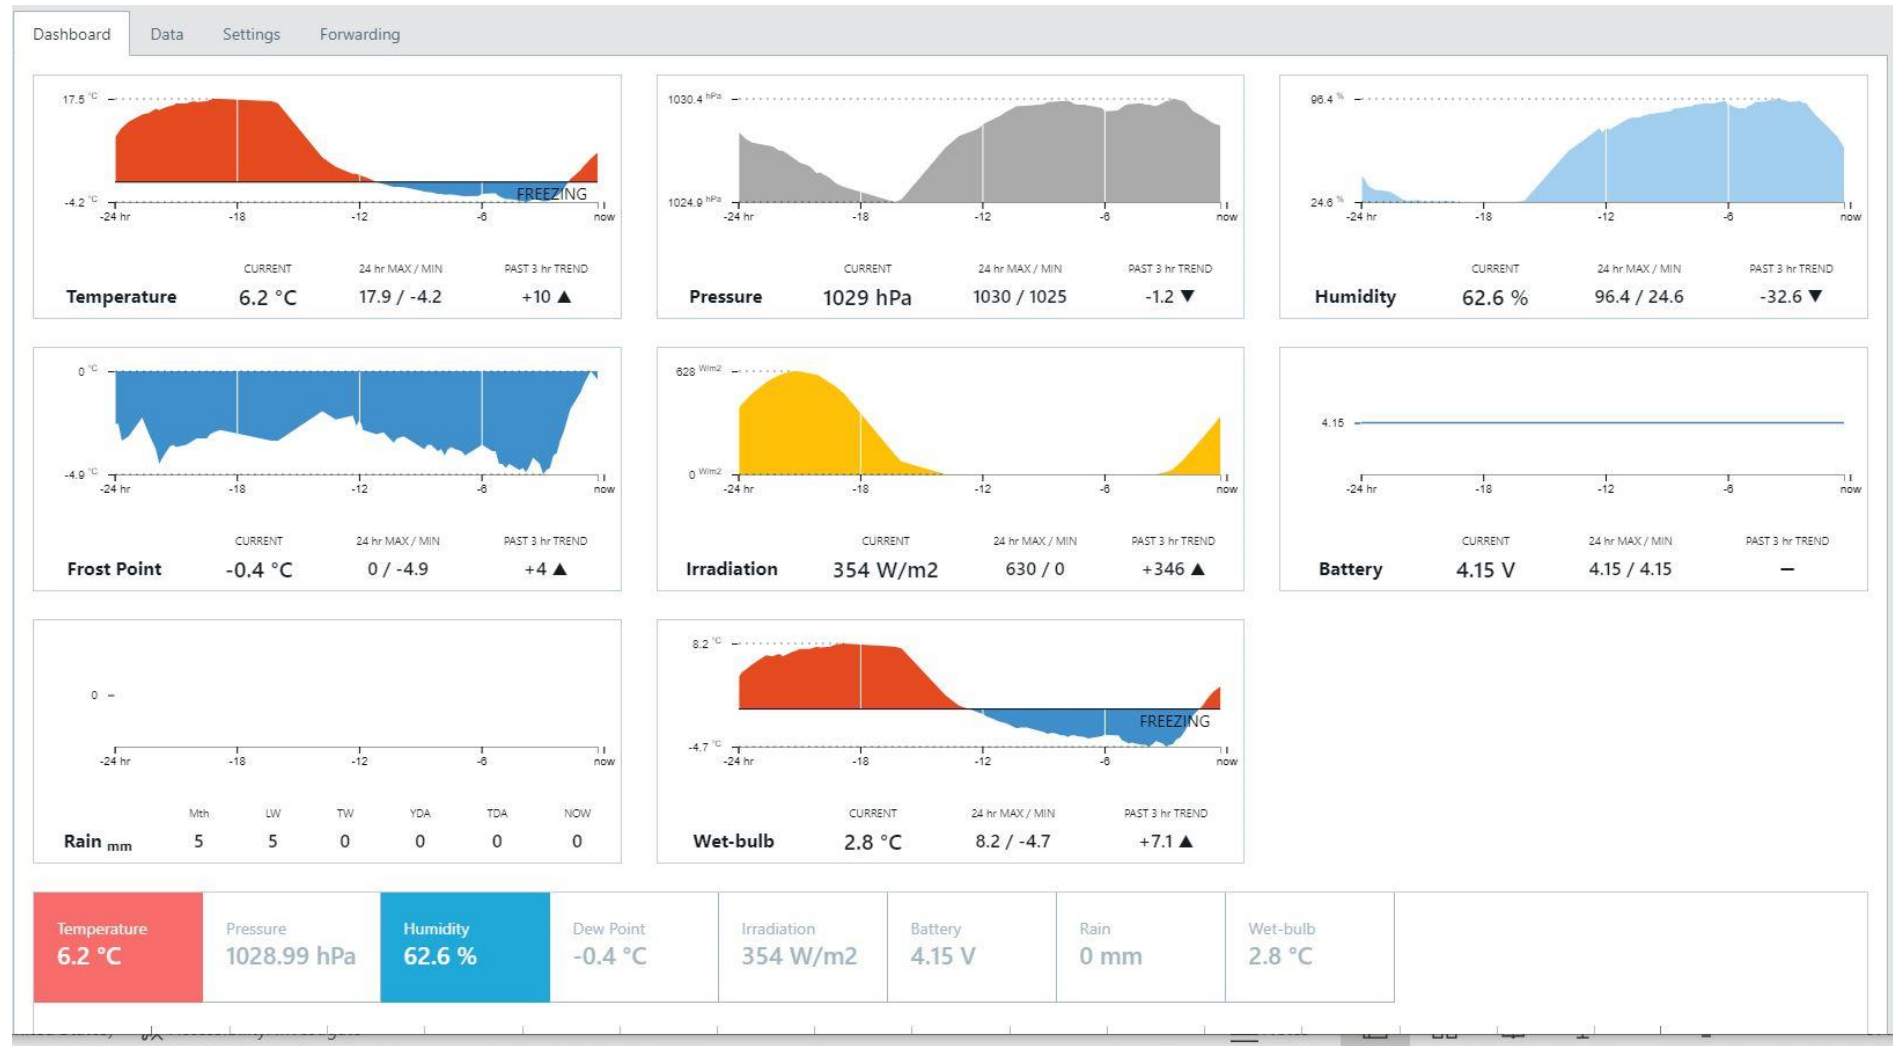 Dashboard Data Settings Forwarding
17.5 °C
-4.2 °C
FREEZING
-24 hr -18 -12 -6 now
CURRENT 24 hr MAX / MIN PAST 3 hr TREND
Temperature 6.2 °C 17.9 / -4.2 +10 ▲
1030.4 hPa
1024.9 hPa
-24 hr -18 -12 -6 now
CURRENT 24 hr MAX / MIN PAST 3 hr TREND
Pressure 1029 hPa 1030 / 1025 -1.2 ▼
96.4 %
24.6 %
-24 hr -18 -12 -6 now
CURRENT 24 hr MAX / MIN PAST 3 hr TREND
Humidity 62.6 % 96.4 / 24.6 -32.6 ▼
0 °C
-4.9 °C
-24 hr -18 -12 -6 now
CURRENT 24 hr MAX / MIN PAST 3 hr TREND
Frost Point -0.4 °C 0 / -4.9 +4 ▲
628 W/m2
0 W/m2
-24 hr -18 -12 -6 now
CURRENT 24 hr MAX / MIN PAST 3 hr TREND
Irradiation 354 W/m2 630 / 0 +346 ▲
4.15
-24 hr -18 -12 -6 now
CURRENT 24 hr MAX / MIN PAST 3 hr TREND
Battery 4.15 V 4.15 / 4.15 –
0
-24 hr -18 -12 -6 now
Mth LW TW YDA TDA NOW
Rain mm 5 5 0 0 0 0
8.2 °C
-4.7 °C
FREEZING
-24 hr -18 -12 -6 now
CURRENT 24 hr MAX / MIN PAST 3 hr TREND
Wet-bulb 2.8 °C 8.2 / -4.7 +7.1 ▲
Temperature Pressure Humidity Dew Point Irradiation Battery Rain Wet-bulb
6.2 °C 1028.99 hPa 62.6 % -0.4 °C 354 W/m2 4.15 V 0 mm 2.8 °C